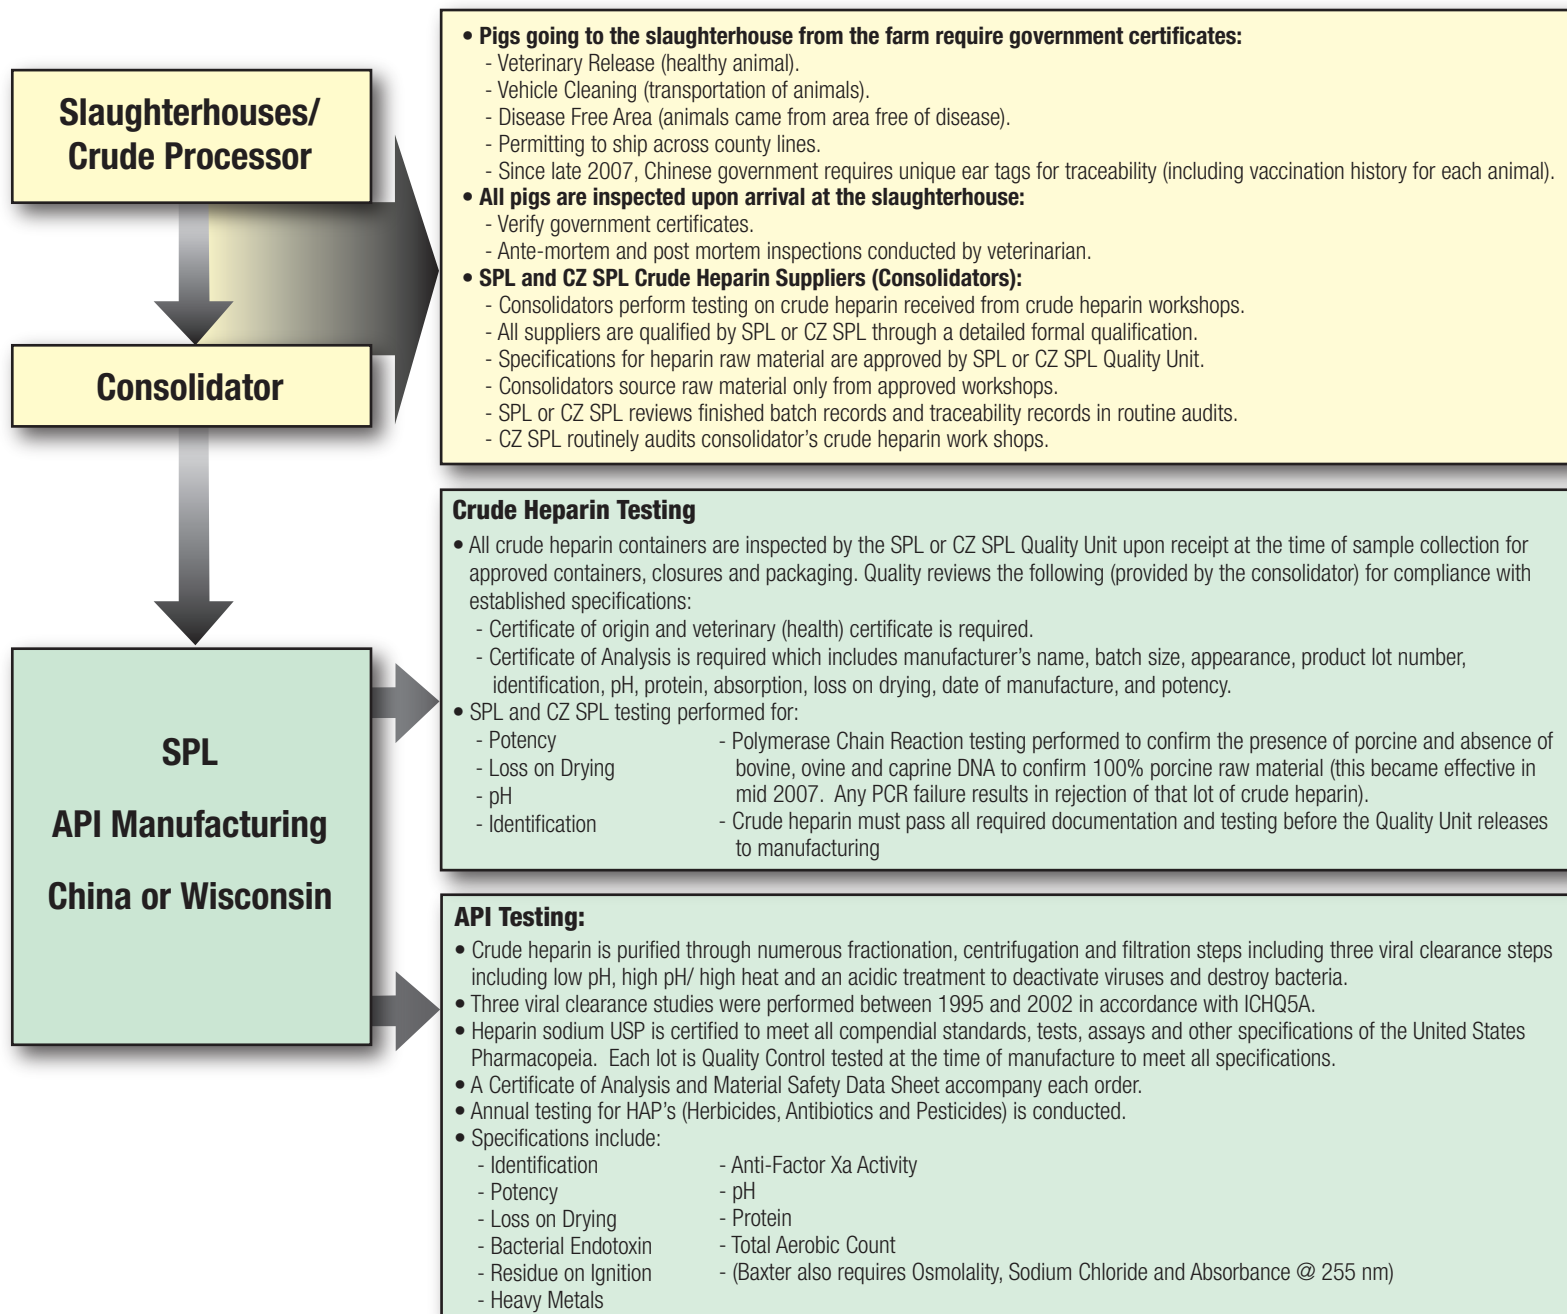 Slaughterhouses/
Crude Processor
Consolidator
SPL
API Manufacturing
China or Wisconsin
• Pigs going to the slaughterhouse from the farm require government certificates:
- Veterinary Release (healthy animal).
- Vehicle Cleaning (transportation of animals).
- Disease Free Area (animals came from area free of disease).
- Permitting to ship across county lines.
- Since late 2007, Chinese government requires unique ear tags for traceability (including vaccination history for each animal).
• All pigs are inspected upon arrival at the slaughterhouse:
- Verify government certificates.
- Ante-mortem and post mortem inspections conducted by veterinarian.
• SPL and CZ SPL Crude Heparin Suppliers (Consolidators):
- Consolidators perform testing on crude heparin received from crude heparin workshops.
- All suppliers are qualified by SPL or CZ SPL through a detailed formal qualification.
- Specifications for heparin raw material are approved by SPL or CZ SPL Quality Unit.
- Consolidators source raw material only from approved workshops.
- SPL or CZ SPL reviews finished batch records and traceability records in routine audits.
- CZ SPL routinely audits consolidator's crude heparin work shops.
Crude Heparin Testing
• All crude heparin containers are inspected by the SPL or CZ SPL Quality Unit upon receipt at the time of sample collection for
approved containers, closures and packaging. Quality reviews the following (provided by the consolidator) for compliance with
established specifications:
- Certificate of origin and veterinary (health) certificate is required.
- Certificate of Analysis is required which includes manufacturer's name, batch size, appearance, product lot number,
identification, pH, protein, absorption, loss on drying, date of manufacture, and potency.
• SPL and CZ SPL testing performed for:
- Potency
- Loss on Drying
- pH
- Identification
- Polymerase Chain Reaction testing performed to confirm the presence of porcine and absence of
bovine, ovine and caprine DNA to confirm 100% porcine raw material (this became effective in
mid 2007. Any PCR failure results in rejection of that lot of crude heparin).
- Crude heparin must pass all required documentation and testing before the Quality Unit releases
to manufacturing
API Testing:
• Crude heparin is purified through numerous fractionation, centrifugation and filtration steps including three viral clearance steps
including low pH, high pH/ high heat and an acidic treatment to deactivate viruses and destroy bacteria.
• Three viral clearance studies were performed between 1995 and 2002 in accordance with ICHQ5A.
• Heparin sodium USP is certified to meet all compendial standards, tests, assays and other specifications of the United States
Pharmacopeia. Each lot is Quality Control tested at the time of manufacture to meet all specifications.
• A Certificate of Analysis and Material Safety Data Sheet accompany each order.
• Annual testing for HAP's (Herbicides, Antibiotics and Pesticides) is conducted.
• Specifications include:
- Identification
- Potency
- Loss on Drying
- Bacterial Endotoxin
- Residue on Ignition
- Heavy Metals
- Anti-Factor Xa Activity
- pH
- Protein
- Total Aerobic Count
- (Baxter also requires Osmolality, Sodium Chloride and Absorbance @ 255 nm)